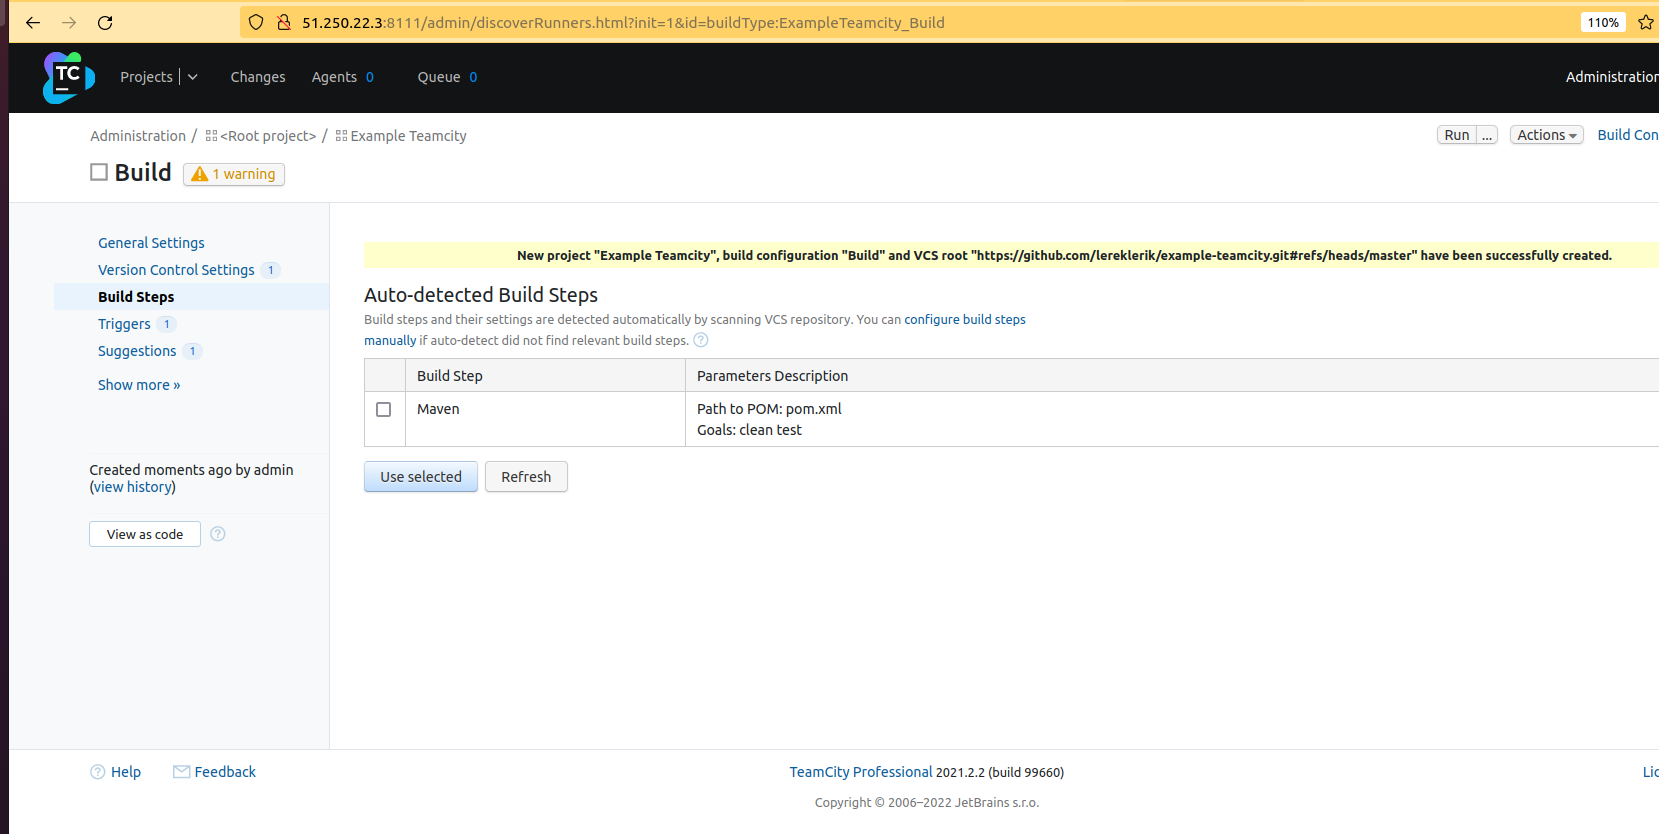 51.250.22.3:8111/admin/discoverRunners.html?init=1&id=buildType:ExampleTeamcity_Build 110%
TC Projects Changes Agents 0 Queue 0 Administration
Administration / <Root project> / Example Teamcity Run ... Actions Build Con
Build 1 warning
General Settings
Version Control Settings 1
Build Steps
Triggers 1
Suggestions 1
Show more »
Created moments ago by admin
(view history)
View as code ?
New project "Example Teamcity", build configuration "Build" and VCS root "https://github.com/lereklerik/example-teamcity.git#refs/heads/master" have been successfully created.
Auto-detected Build Steps
Build steps and their settings are detected automatically by scanning VCS repository. You can configure build steps
manually if auto-detect did not find relevant build steps. ?
Build Step Parameters Description
Maven Path to POM: pom.xml
Goals: clean test
Use selected Refresh
? Help Feedback TeamCity Professional 2021.2.2 (build 99660) Lic
Copyright © 2006–2022 JetBrains s.r.o.